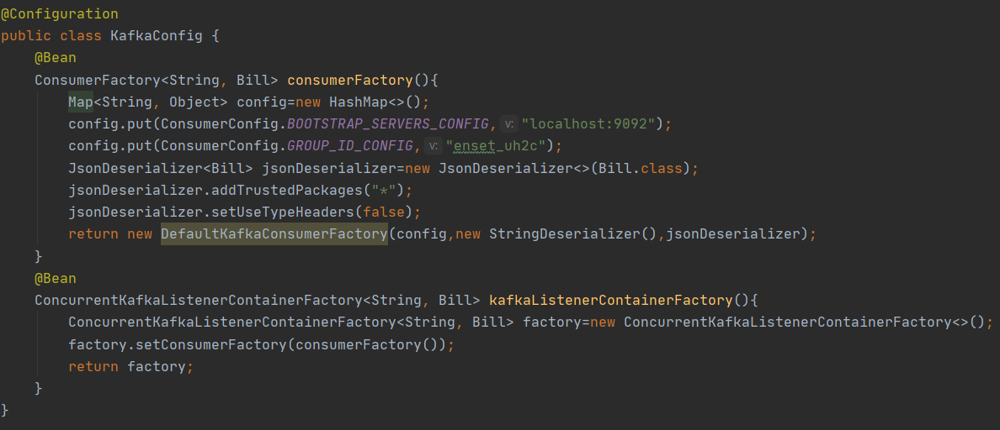 @Configuration
public class KafkaConfig {
    @Bean
    ConsumerFactory<String, Bill> consumerFactory(){
        Map<String, Object> config=new HashMap<>();
        config.put(ConsumerConfig.BOOTSTRAP_SERVERS_CONFIG, v: "localhost:9092");
        config.put(ConsumerConfig.GROUP_ID_CONFIG, v: "enset_uh2c");
        JsonDeserializer<Bill> jsonDeserializer=new JsonDeserializer<>(Bill.class);
        jsonDeserializer.addTrustedPackages("*");
        jsonDeserializer.setUseTypeHeaders(false);
        return new DefaultKafkaConsumerFactory(config,new StringDeserializer(),jsonDeserializer);
    }
    @Bean
    ConcurrentKafkaListenerContainerFactory<String, Bill> kafkaListenerContainerFactory(){
        ConcurrentKafkaListenerContainerFactory<String, Bill> factory=new ConcurrentKafkaListenerContainerFactory<>();
        factory.setConsumerFactory(consumerFactory());
        return factory;
    }
}